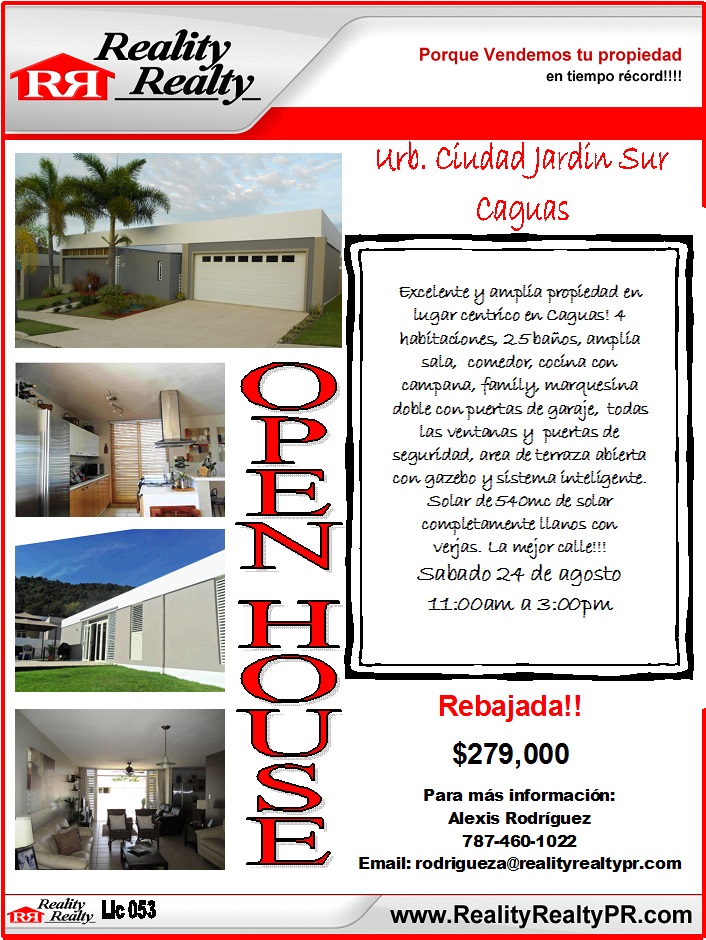 Reality
RR Realty
Porque Vendemos tu propiedad
en tiempo récord!!!!
Urb. Ciudad Jardin Sur
Caguas
Excelente y amplia propiedad en
lugar centrico en Caguas! 4
habitaciones, 2.5 baños, amplia
sala, comedor, cocina con
campana, family, marquesina
doble con puertas de garaje, todas
las ventanas y puertas de
seguridad, area de terraza abierta
con gazebo y sistema inteligente.
Solar de 540mc de solar
completamente llanos con
verjas. La mejor calle!!!
Sabado 24 de agosto
11:00am a 3:00pm
OPEN HOUSE
Rebajada!!
$279,000
Para más información:
Alexis Rodríguez
787-460-1022
Email: rodrigueza@realityrealtypr.com
Reality
RR Realty
Lic 053
www.RealityRealtyPR.com